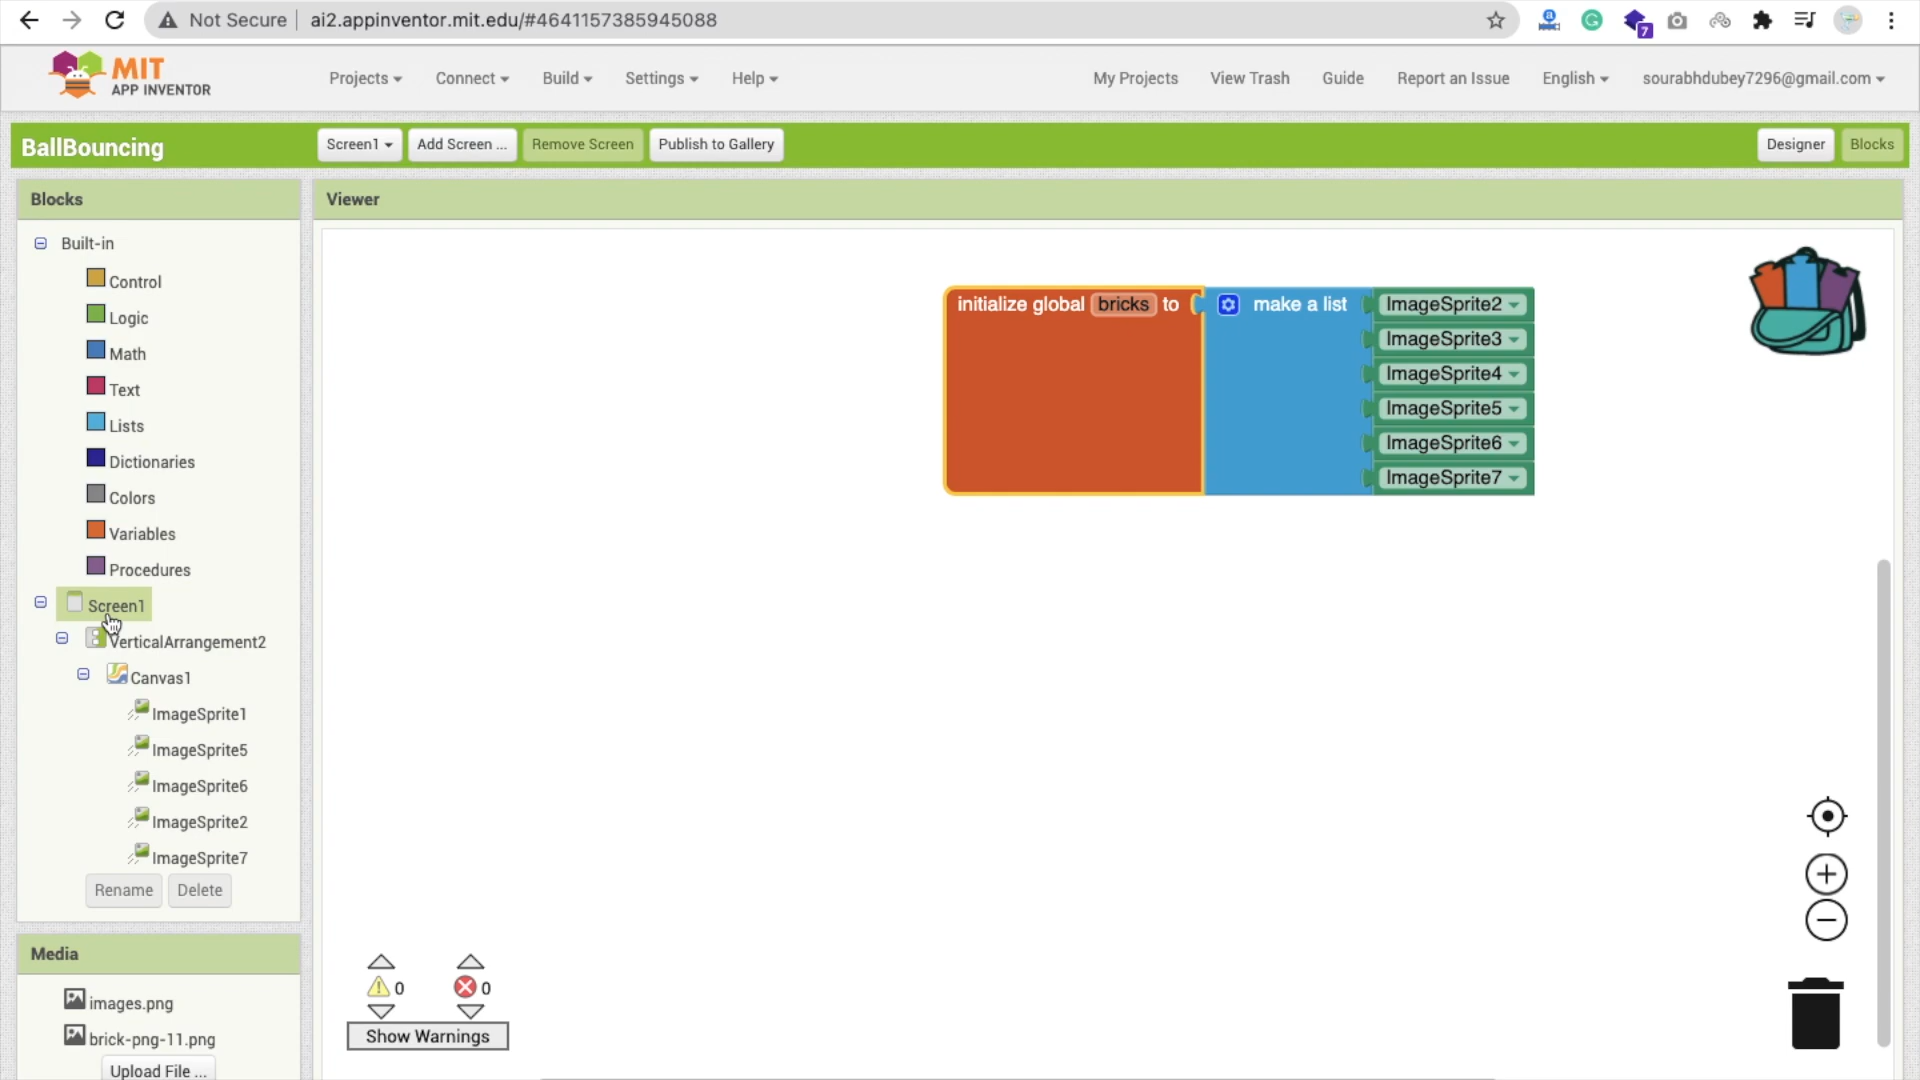 Not Secure
ai2.appinventor.mit.edu/#4641157385945088
7
MIT
APP INVENTOR
Projects
Connect
Build
Settings
Help
My Projects
View Trash
Guide
Report an Issue
English
sourabhdubey7296@gmail.com
BallBouncing
Screen1
Add Screen ...
Remove Screen
Publish to Gallery
Designer
Blocks
Blocks
Viewer
Built-in
Control
Logic
Math
Text
Lists
Dictionaries
Colors
Variables
Procedures
Screen1
VerticalArrangement2
Canvas1
ImageSprite1
ImageSprite5
ImageSprite6
ImageSprite2
ImageSprite7
Rename
Delete
Media
images.png
brick-png-11.png
Upload File ...
initialize global bricks to
make a list
ImageSprite2
ImageSprite3
ImageSprite4
ImageSprite5
ImageSprite6
ImageSprite7
0
0
Show Warnings